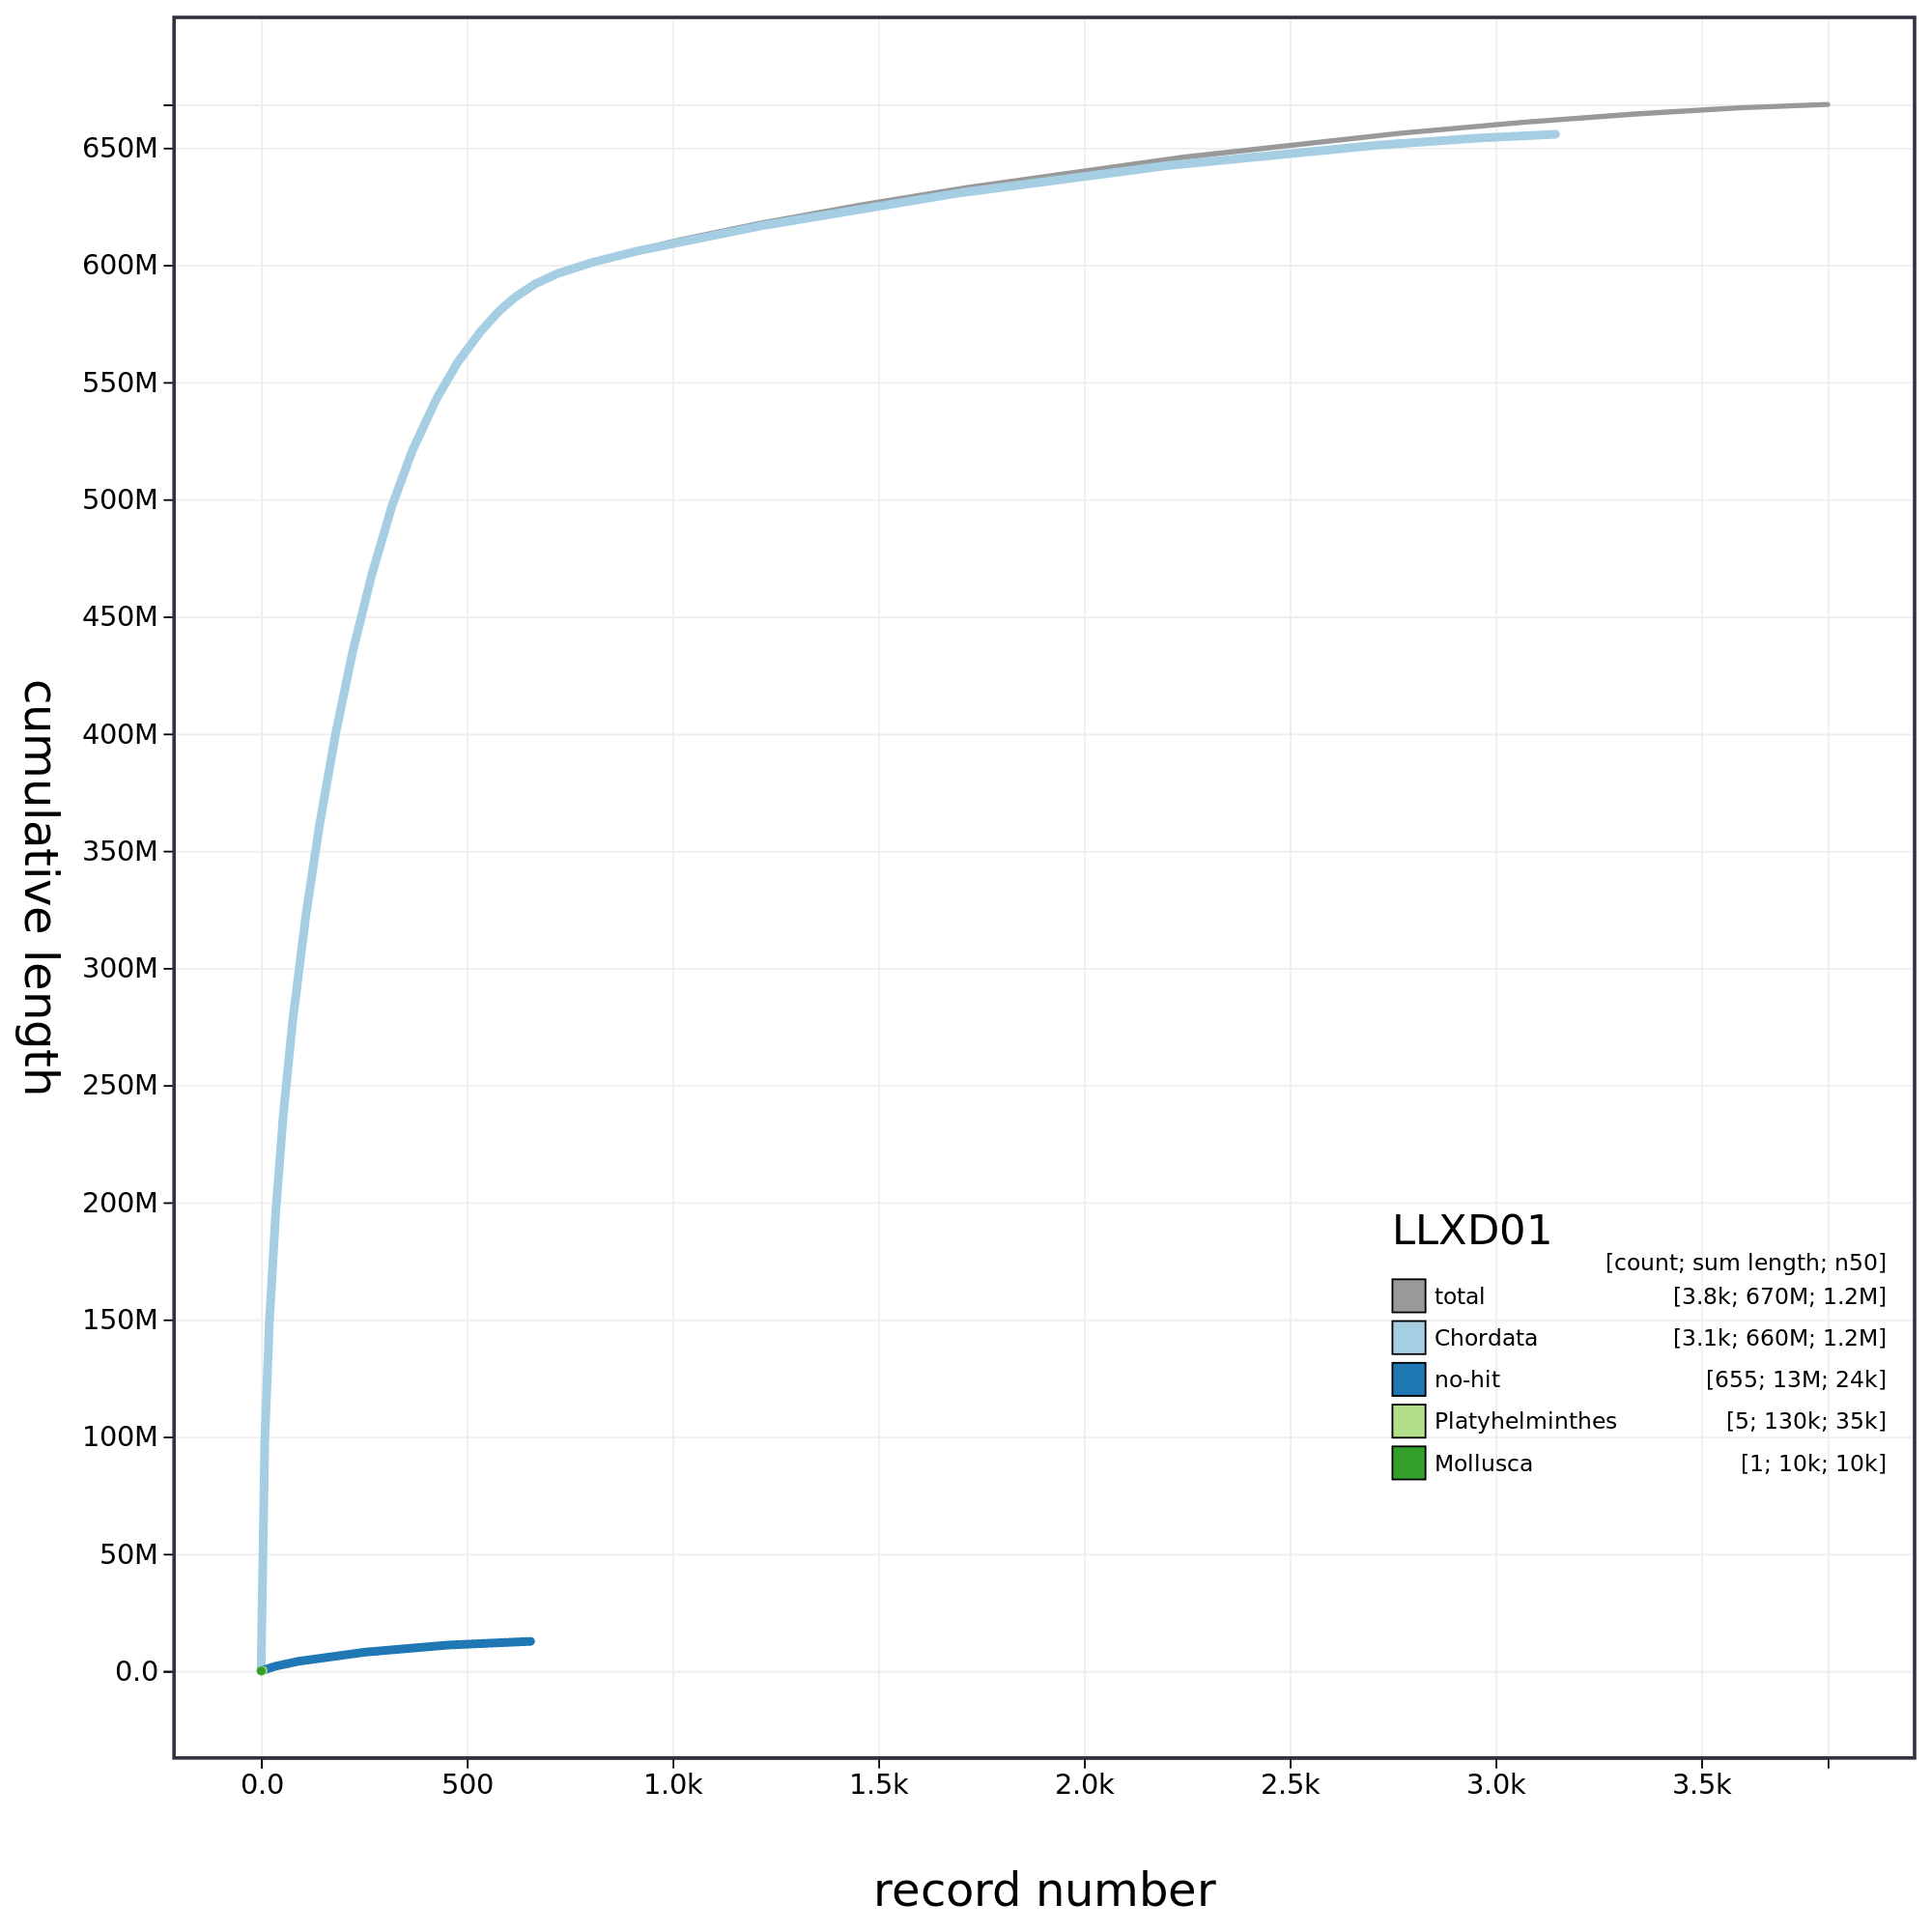 cumulative length
650M
600M
550M
500M
450M
400M
350M
300M
250M
200M
150M
100M
50M
0.0
LLXD01
[count; sum length; n50]
total [3.8k; 670M; 1.2M]
Chordata [3.1k; 660M; 1.2M]
no-hit [655; 13M; 24k]
Platyhelminthes [5; 130k; 35k]
Mollusca [1; 10k; 10k]
0.0 500 1.0k 1.5k 2.0k 2.5k 3.0k 3.5k
record number